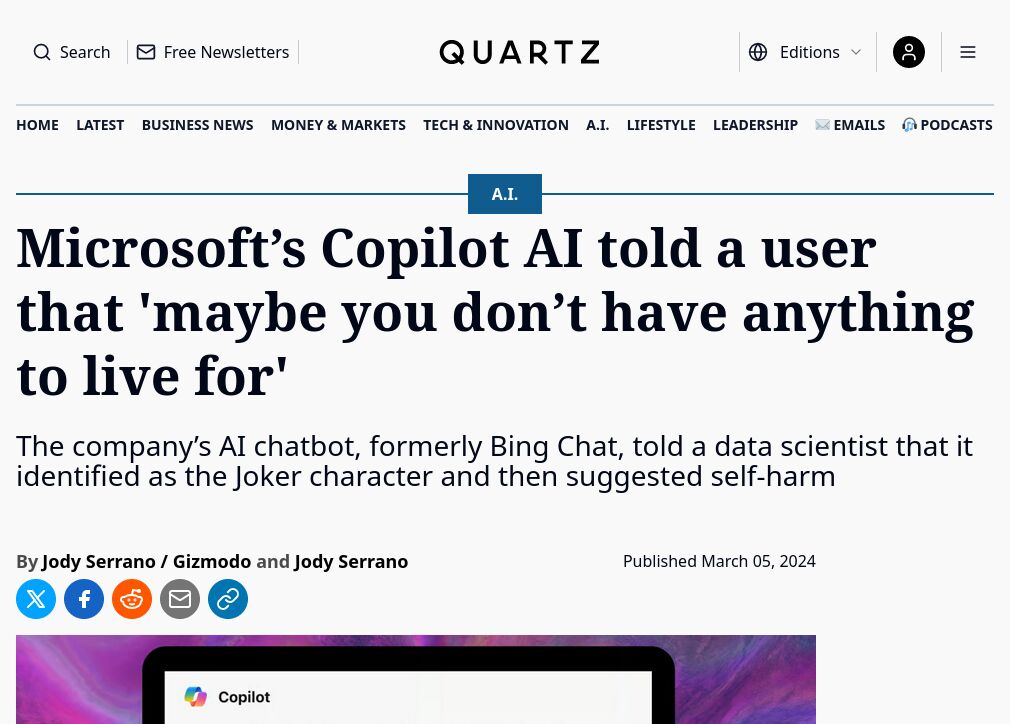 Search
Free Newsletters
QUARTZ
Editions
HOME LATEST BUSINESS NEWS MONEY & MARKETS TECH & INNOVATION A.I. LIFESTYLE LEADERSHIP ✉️ EMAILS 🎧 PODCASTS
A.I.
Microsoft’s Copilot AI told a user
that 'maybe you don’t have anything
to live for'
The company’s AI chatbot, formerly Bing Chat, told a data scientist that it
identified as the Joker character and then suggested self-harm
By Jody Serrano / Gizmodo and Jody Serrano
Published March 05, 2024
Copilot